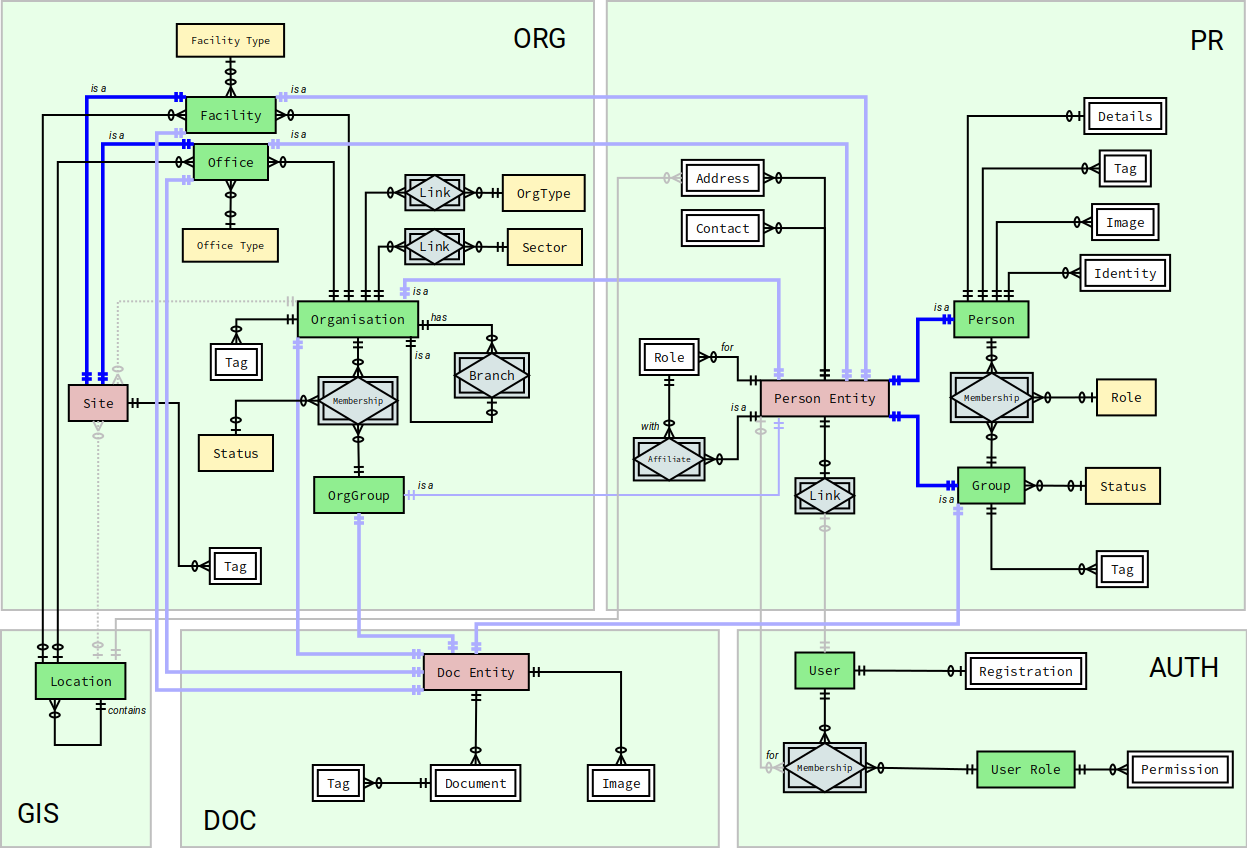 ORG
PR
Facility Type
is a
is a
Facility
Details
is a
is a
Office
Address
Tag
Link
OrgType
Contact
Image
Office Type
Link
Sector
Identity
is a
is a
Organisation
has
Person
Tag
is a
Role
for
Branch
Site
Membership
Person Entity
Membership
Role
is a
with
Status
Affiliate
is a
OrgGroup
is a
Link
Group
Status
Tag
Tag
Location
contains
Doc Entity
User
Registration
AUTH
for
Tag
Document
Image
Membership
User Role
Permission
GIS
DOC